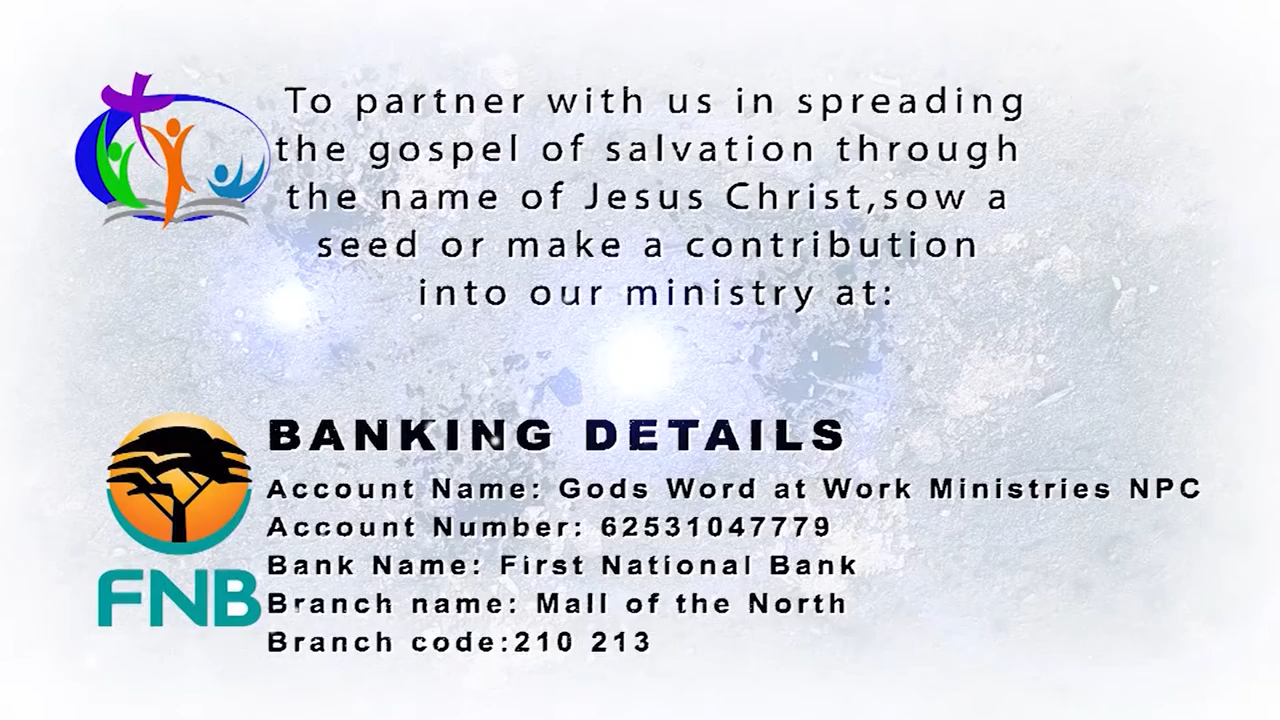 To partner with us in spreading
the gospel of salvation through
the name of Jesus Christ,sow a
seed or make a contribution
into our ministry at:
BANKING DETAILS
Account Name: Gods Word at Work Ministries NPC
Account Number: 62531047779
Bank Name: First National Bank
Branch name: Mall of the North
Branch code:210 213
FNB